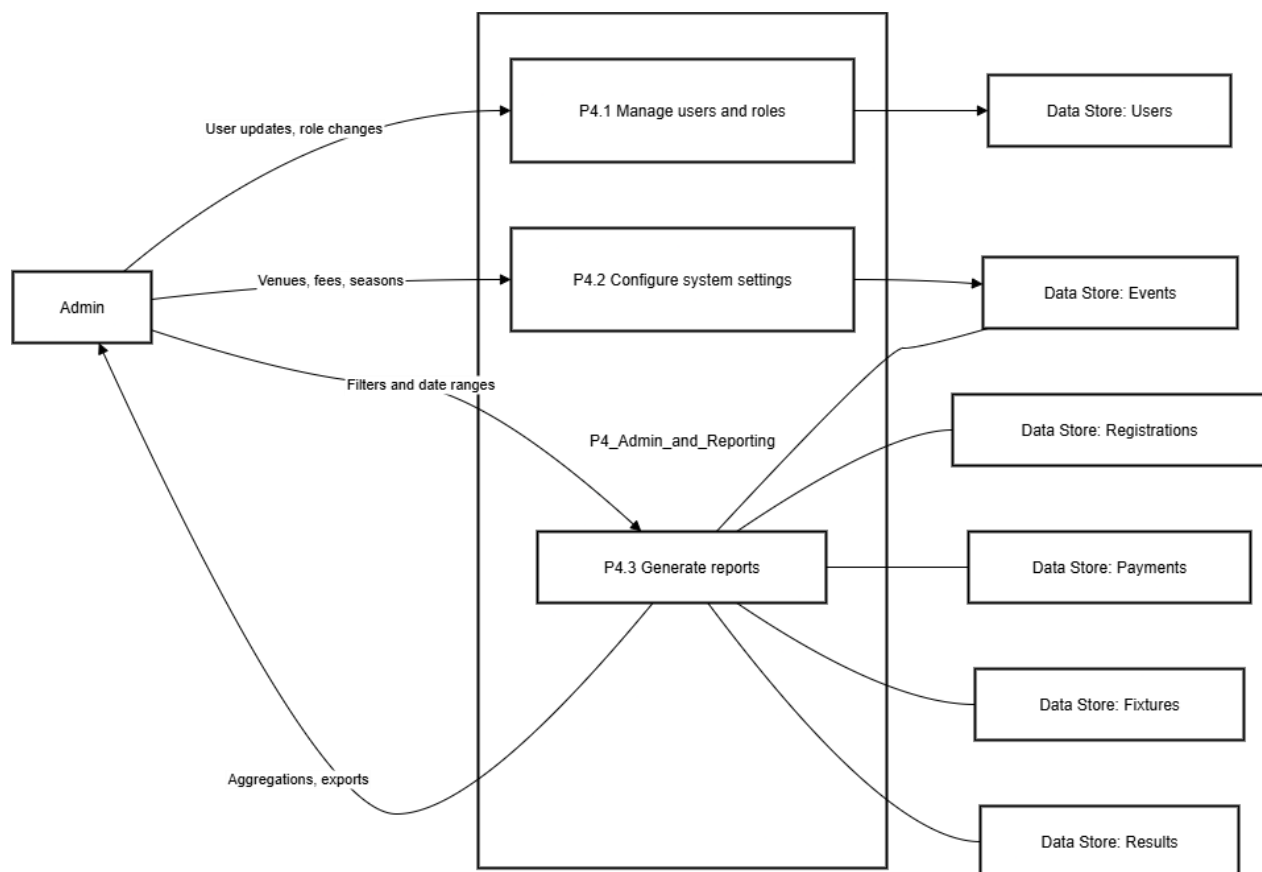 P4.1 Manage users and roles
Data Store: Users
User updates, role changes
Venues, fees, seasons
P4.2 Configure system settings
Data Store: Events
Admin
Filters and date ranges
P4_Admin_and_Reporting
Data Store: Registrations
P4.3 Generate reports
Data Store: Payments
Data Store: Fixtures
Aggregations, exports
Data Store: Results